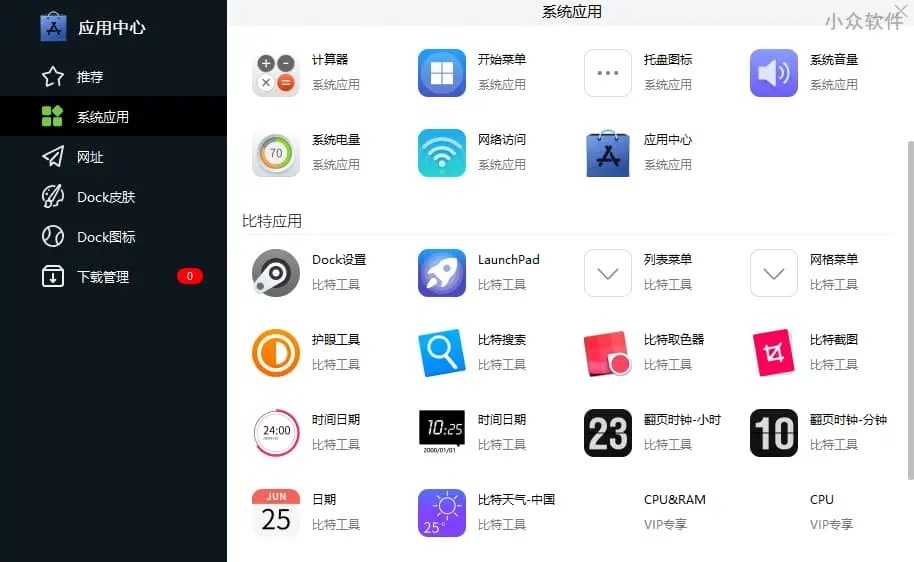 应用中心
推荐
系统应用
网址
Dock皮肤
Dock图标
下载管理
0
系统应用
小众软件
计算器
系统应用
开始菜单
系统应用
托盘图标
系统应用
系统音量
系统应用
70
系统电量
系统应用
网络访问
系统应用
应用中心
系统应用
比特应用
Dock设置
比特工具
LaunchPad
比特工具
列表菜单
比特工具
网格菜单
比特工具
护眼工具
比特工具
比特搜索
比特工具
比特取色器
比特工具
比特截图
比特工具
24:00
时间日期
比特工具
10:25
2000/01/01
时间日期
比特工具
23
翻页时钟-小时
比特工具
10
翻页时钟-分钟
比特工具
JUN
25
日期
比特工具
25°
比特天气-中国
比特工具
CPU&RAM
VIP专享
CPU
VIP专享